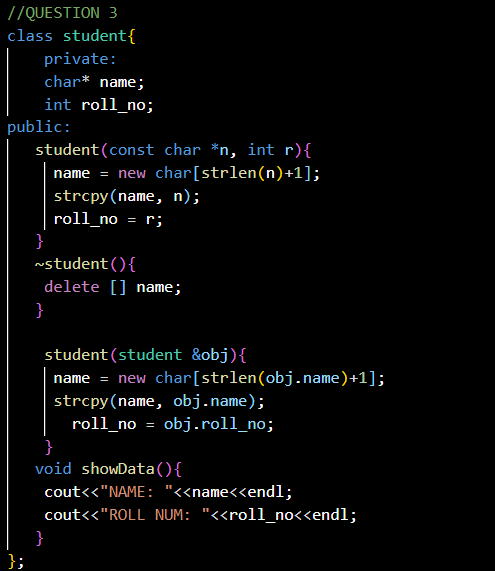 //QUESTION 3
class student{
    private:
    char* name;
    int roll_no;
public:
   student(const char *n, int r){
     name = new char[strlen(n)+1];
     strcpy(name, n);
     roll_no = r;
   }
   ~student(){
    delete [] name;
   }

    student(student &obj){
     name = new char[strlen(obj.name)+1];
     strcpy(name, obj.name);
       roll_no = obj.roll_no;
    }
   void showData(){
    cout<<"NAME: "<<name<<endl;
    cout<<"ROLL NUM: "<<roll_no<<endl;
   }
};